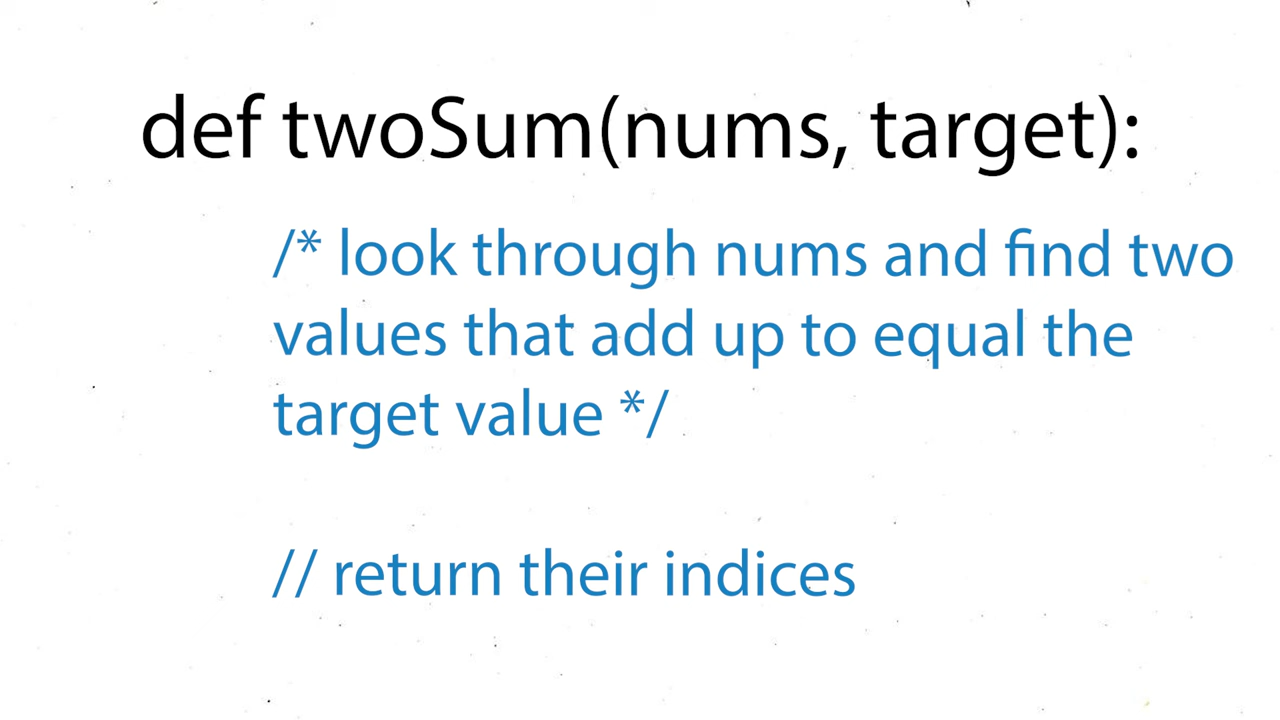 def twoSum(nums, target):
/* look through nums and find two
values that add up to equal the
target value */
// return their indices